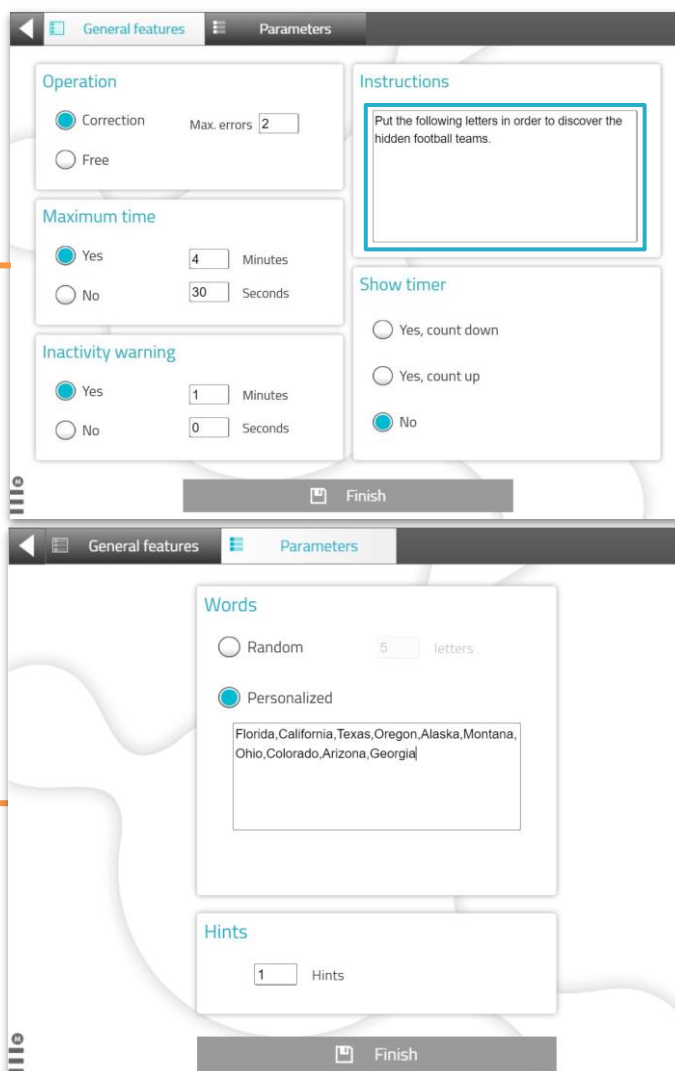 General features
Parameters
Operation
Correction
Max. errors 2
Free
Maximum time
Yes
4 Minutes
No
30 Seconds
Inactivity warning
Yes
1 Minutes
No
0 Seconds
Instructions
Put the following letters in order to discover the
hidden football teams.
Show timer
Yes, count down
Yes, count up
No
M
Finish
General features
Parameters
Words
Random
5 letters
Personalized
Florida,California,Texas,Oregon,Alaska,Montana,
Ohio,Colorado,Arizona,Georgia
Hints
1 Hints
M
Finish